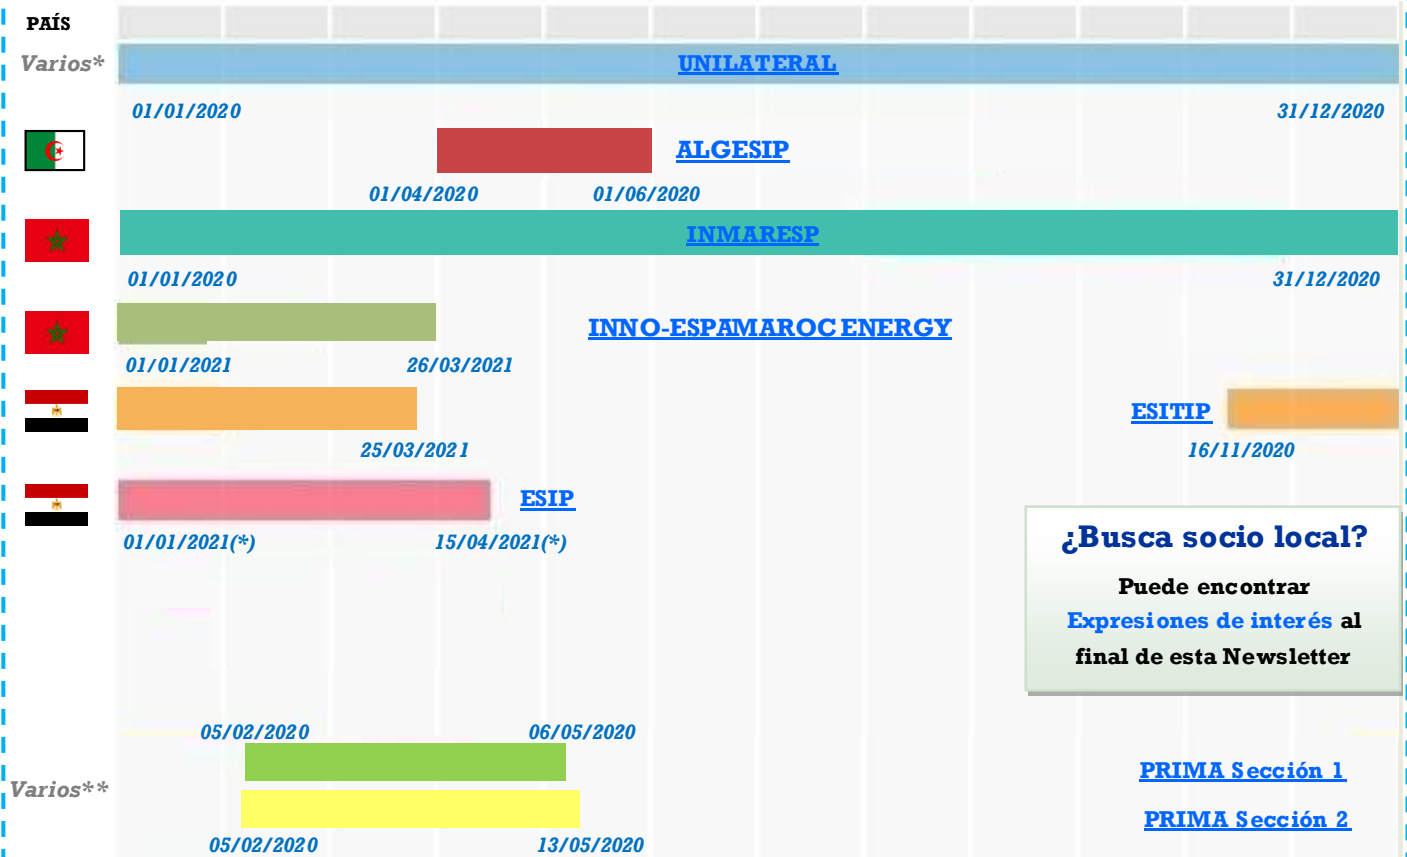 PAÍS
Varios*
UNILATERAL
01/01/2020
31/12/2020
ALGESIP
01/04/2020
01/06/2020
INMARESP
01/01/2020
31/12/2020
INNO-ESPAMAROC ENERGY
01/01/2021
26/03/2021
ESITIP
25/03/2021
16/11/2020
ESIP
01/01/2021(*)
15/04/2021(*)
¿Busca socio local?
Puede encontrar
Expresiones de interés al
final de esta Newsletter
05/02/2020
06/05/2020
Varios**
PRIMA Sección 1
PRIMA Sección 2
05/02/2020
13/05/2020